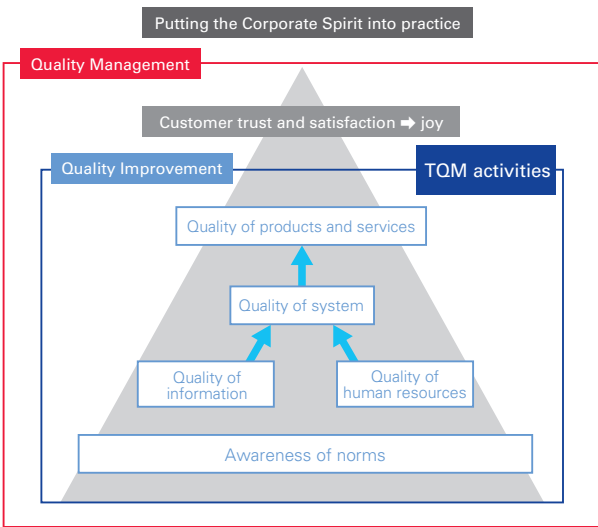 Putting the Corporate Spirit into practice
Quality Management
Customer trust and satisfaction ➡ joy
Quality Improvement
TQM activities
Quality of products and services
Quality of system
Quality of
information
Quality of
human resources
Awareness of norms